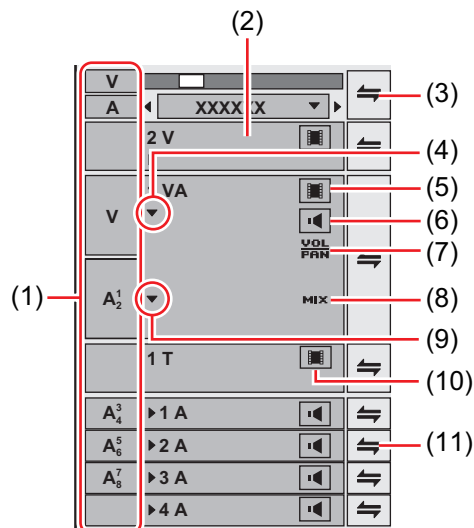 (2)
V
A
XXXXXX
(3)
2 V
(4)
VA
(5)
V
(6)
VOL
PAN
(7)
(1)
A 1 2
MIX
(8)
(9)
1 T
(10)
A 3 4
1 A
A 5 6
2 A
(11)
A 7 8
3 A
4 A